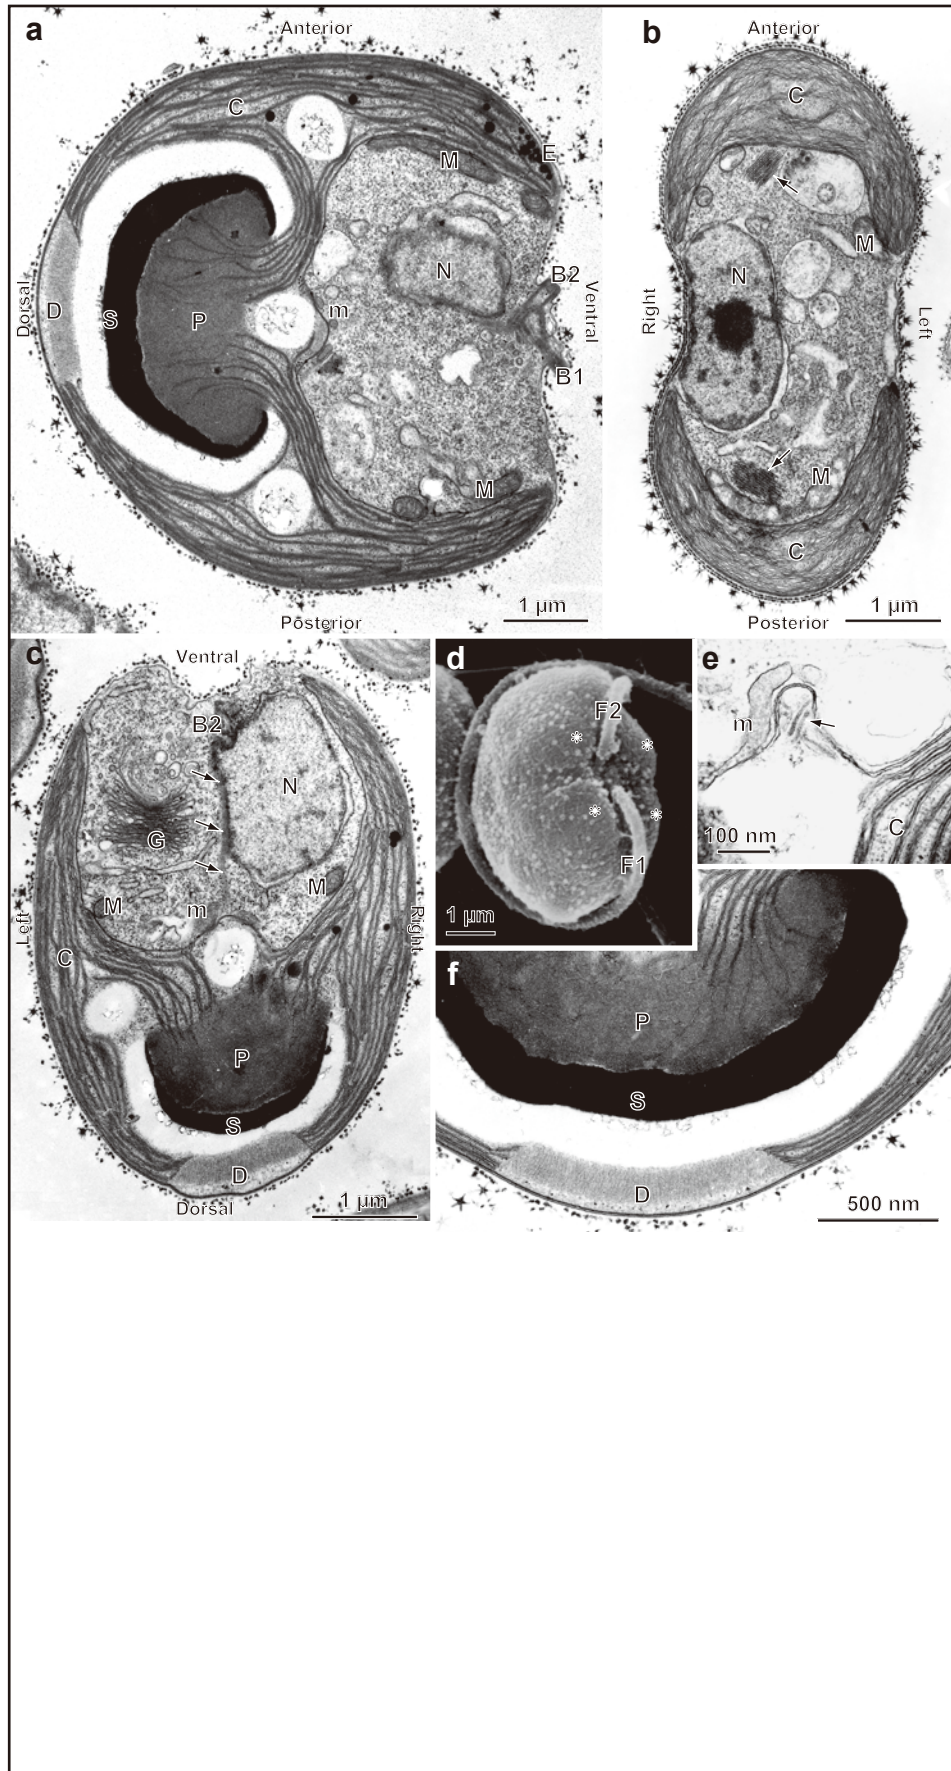 a
Anterior
C
E
M
N
B2
m
B1
Dorsal
D
S
P
Ventral
M
1 µm
Posterior
b
Anterior
C
M
N
Right
Left
M
C
Posterior
1 µm
c
Ventral
B2
N
G
M
M
m
Left
Right
C
P
S
D
Dorsal
1 µm
d
F2
*
*
*
*
F1
1 µm
e
m
C
100 nm
f
P
S
D
500 nm